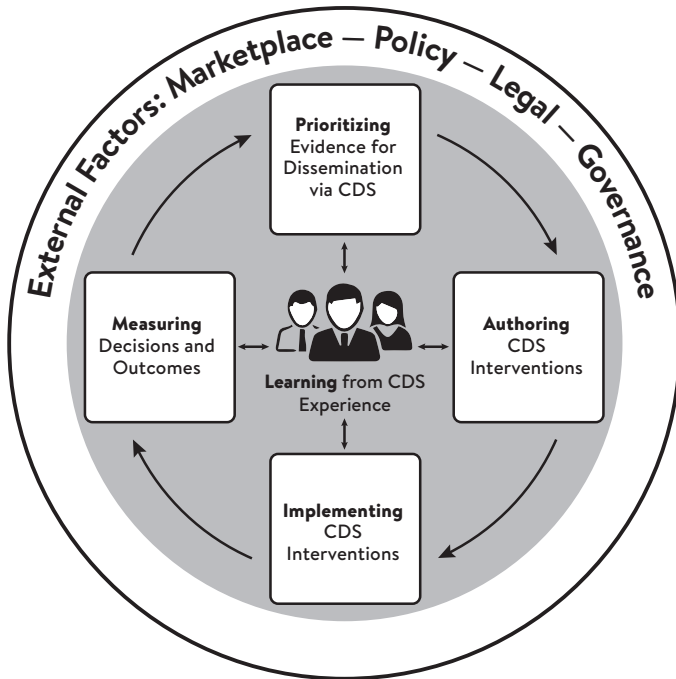 External Factors: Marketplace — Policy — Legal — Governance
Prioritizing
Evidence for
Dissemination
via CDS
Measuring
Decisions and
Outcomes
Authoring
CDS
Interventions
Learning from CDS
Experience
Implementing
CDS
Interventions